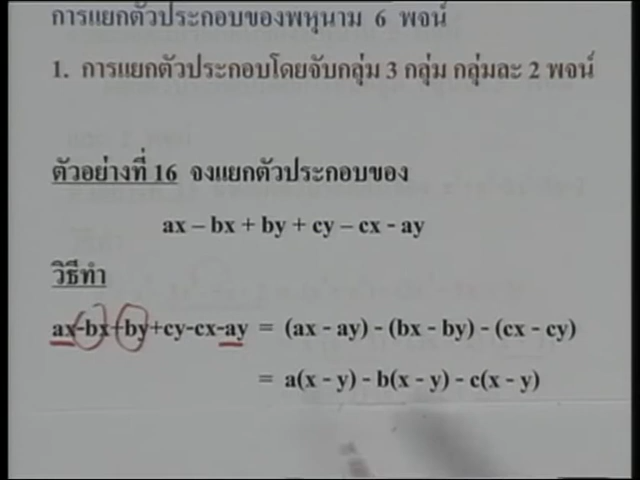 การแยกตัวประกอบของพหุนาม 6 พจน์
1. การแยกตัวประกอบโดยจับกลุ่ม 3 กลุ่ม กลุ่มละ 2 พจน์
ตัวอย่างที่ 16 จงแยกตัวประกอบของ
ax – bx + by + cy – cx - ay
วิธีทำ
ax-bx+by+cy-cx-ay = (ax - ay) - (bx - by) - (cx - cy)
= a(x - y) - b(x - y) - c(x - y)